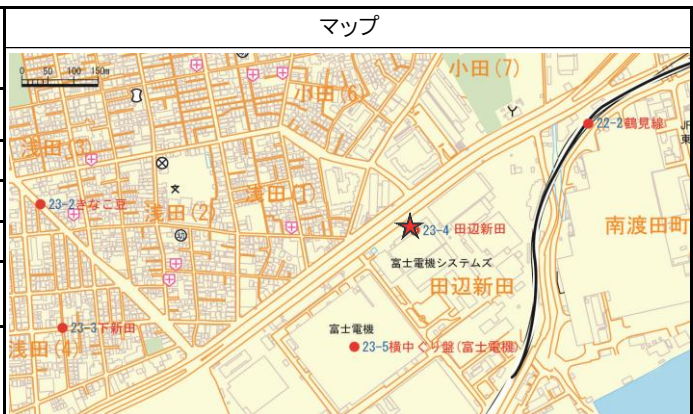 マップ
0 50 100 150m
小田(7)
小田(6)
22-2鶴見線
浅田(3)
浅田(1)
23-2きなこ豆
浅田(2)
文
23-4 田辺新田
南渡田町
富士電機システムズ
田辺新田
23-3下新田
富士電機
浅田(4)
23-5横中ぐり盤(富士電機)